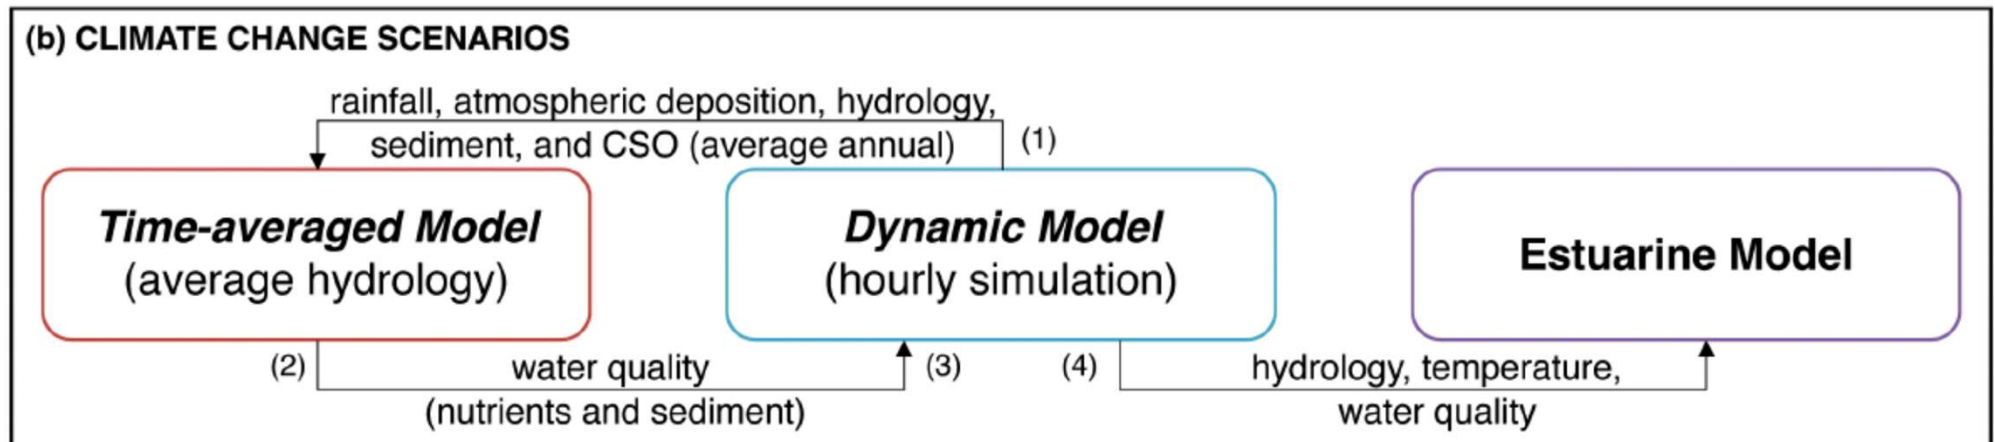 (b) CLIMATE CHANGE SCENARIOS
rainfall, atmospheric deposition, hydrology,
sediment, and CSO (average annual)
(1)
Time-averaged Model
(average hydrology)
Dynamic Model
(hourly simulation)
Estuarine Model
(2)
water quality
(nutrients and sediment)
(3)
(4)
hydrology, temperature,
water quality